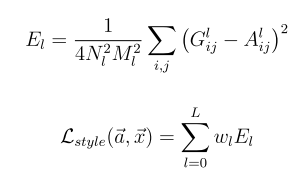 E_l = \frac{1}{4N_l^2 M_l^2} \sum_{i,j} \left( G_{ij}^l - A_{ij}^l \right)^2
\mathcal{L}_{style}(\vec{a}, \vec{x}) = \sum_{l=0}^{L} w_l E_l